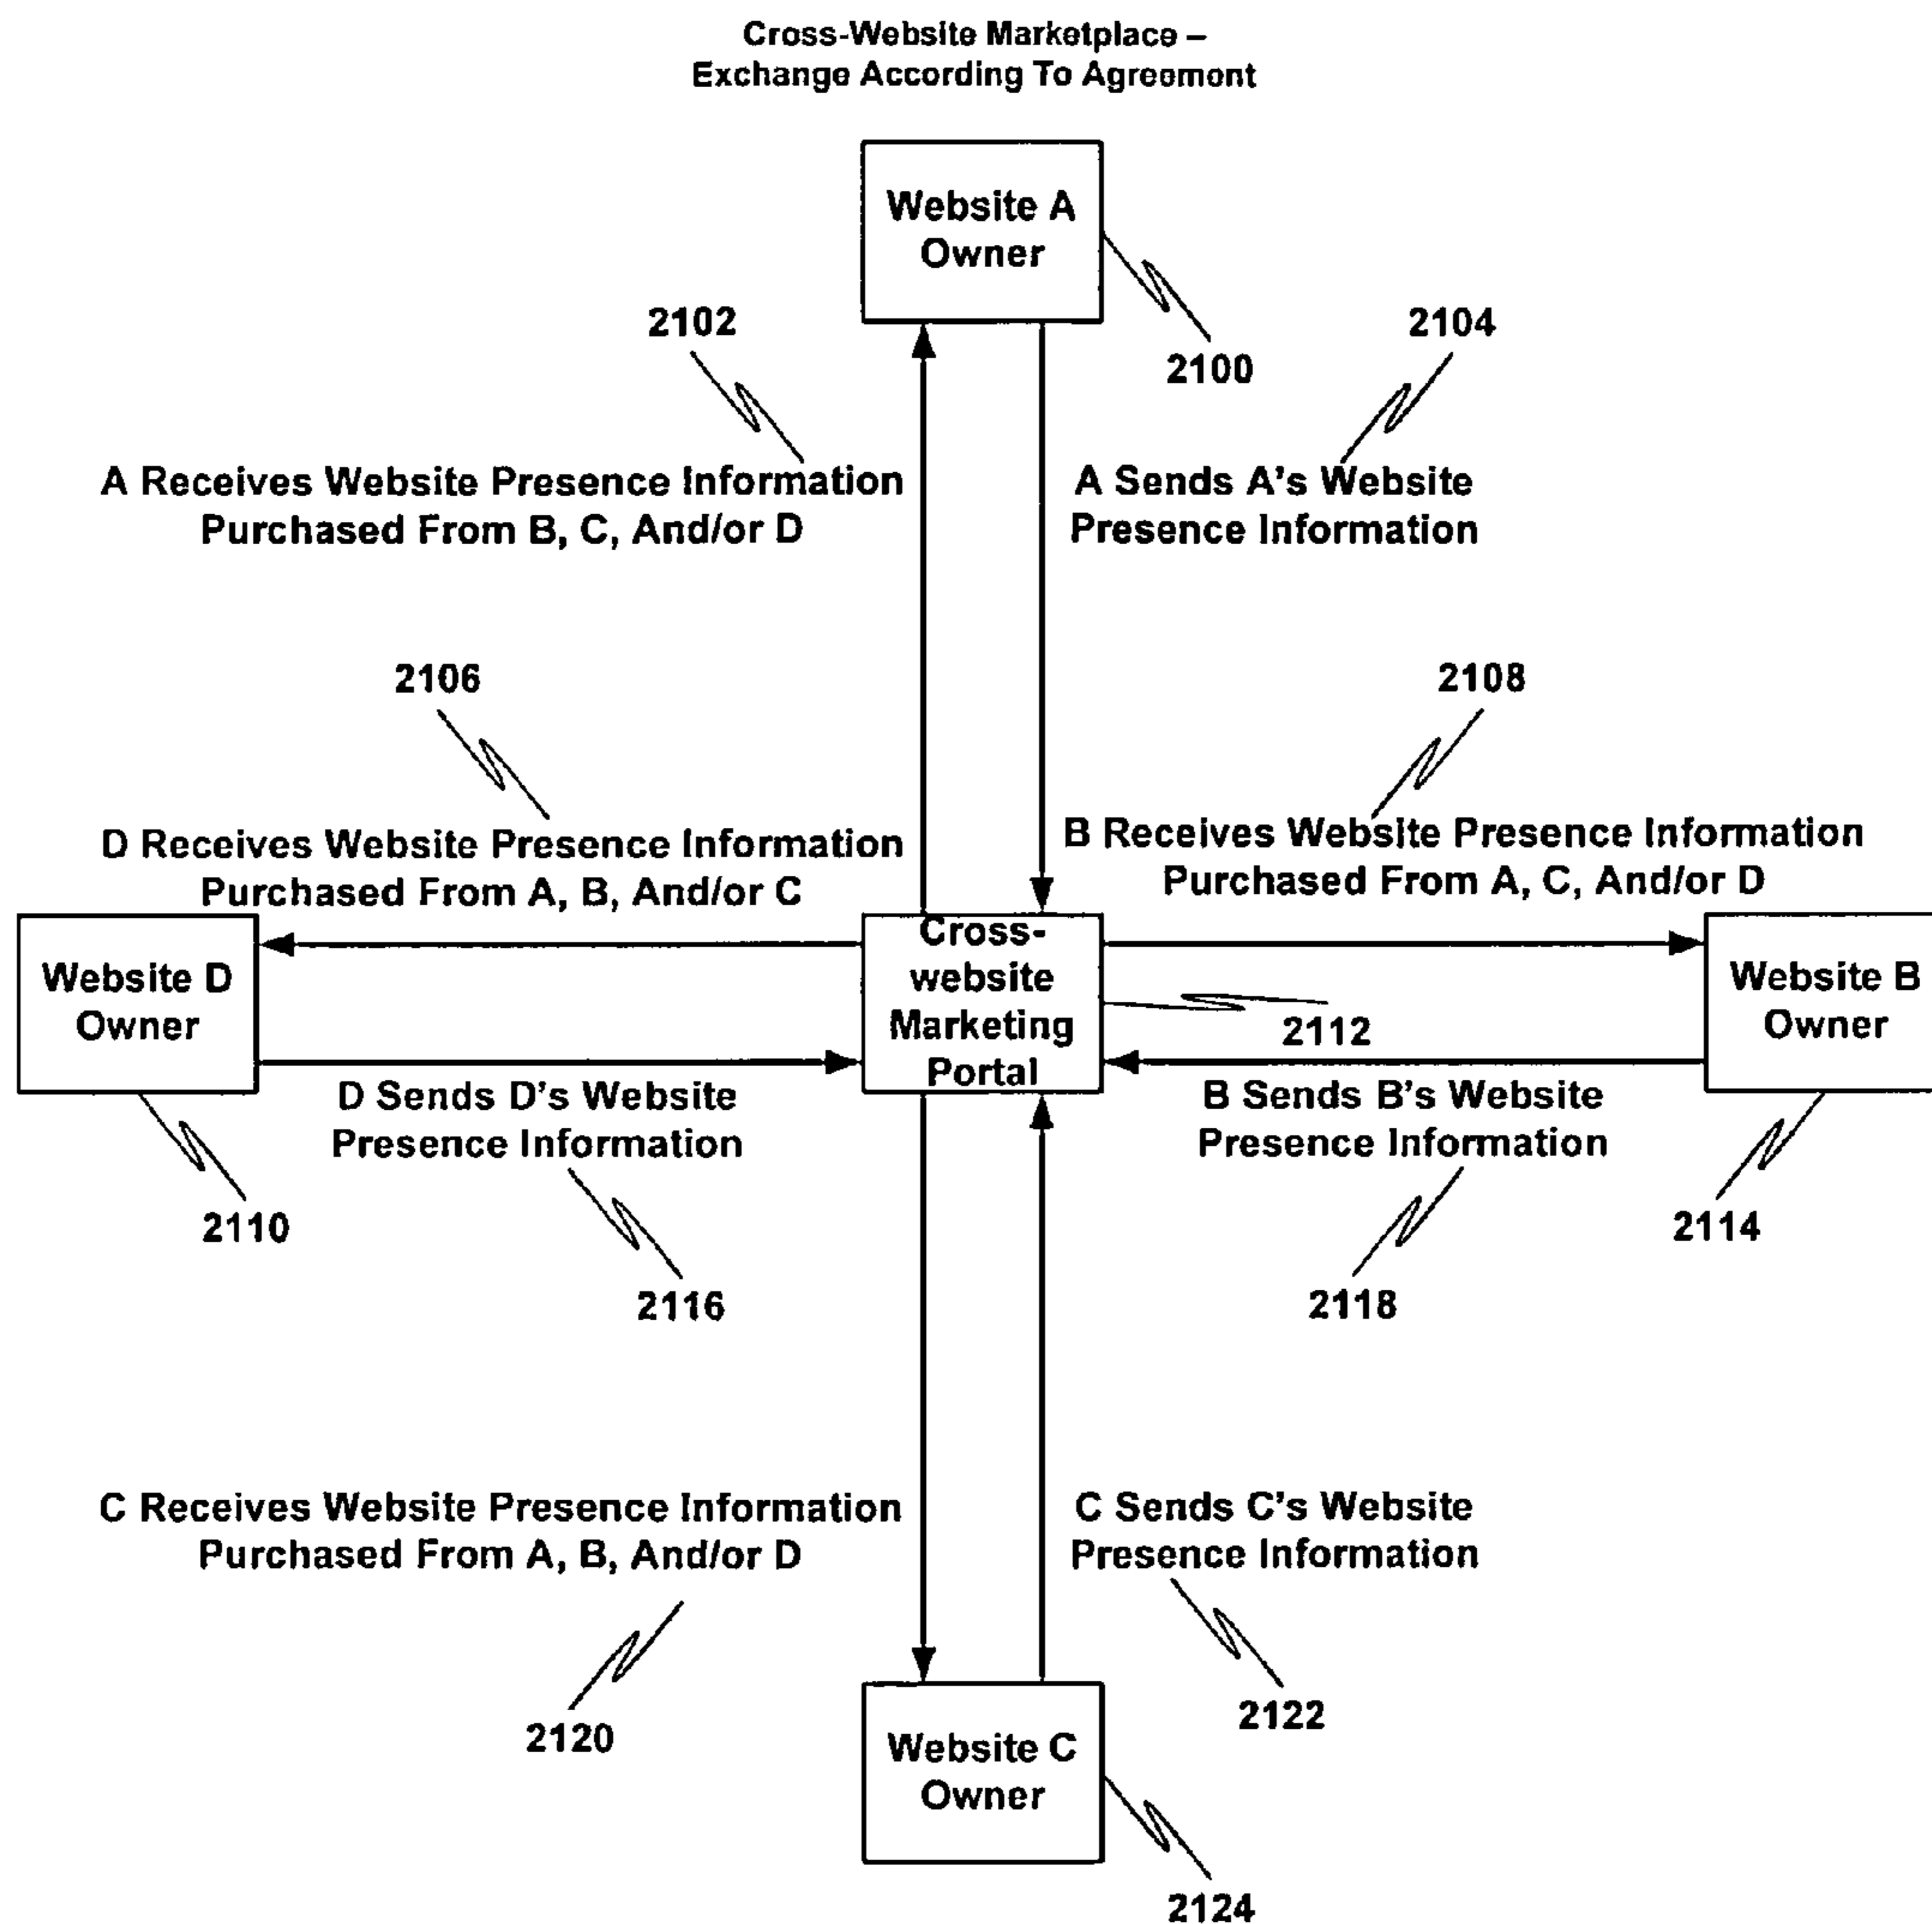 Cross-Website Marketplace –
Exchange According To Agreement
Website A
Owner
2102
2104
2100
A Receives Website Presence Information
Purchased From B, C, And/or D
A Sends A's Website
Presence Information
2106
2108
D Receives Website Presence Information
Purchased From A, B, And/or C
B Receives Website Presence Information
Purchased From A, C, And/or D
Website D
Owner
Cross-
website
Marketing
Portal
2112
Website B
Owner
D Sends D's Website
Presence Information
B Sends B's Website
Presence Information
2110
2114
2116
2118
C Receives Website Presence Information
Purchased From A, B, And/or D
C Sends C's Website
Presence Information
2120
2122
Website C
Owner
2124